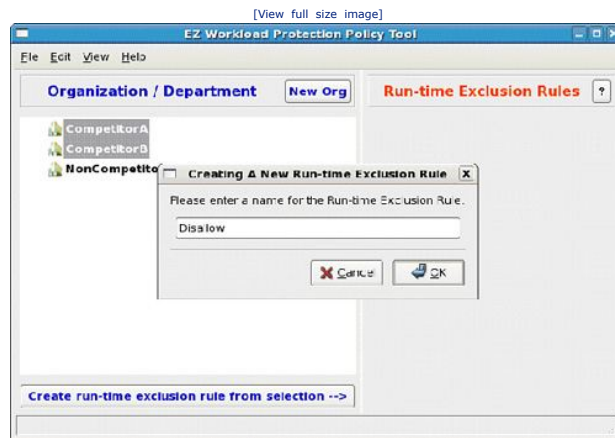 [View full size image]
EZ Workload Protection Policy Tool
File Edit View Help
Organization / Department New Org Run-time Exclusion Rules ?
CompetitorA
CompetitorB
NonCompetito
Creating A New Run-time Exclusion Rule
Please enter a name for the Run-time Exclusion Rule.
Disallow
Cancel OK
Create run-time exclusion rule from selection -->